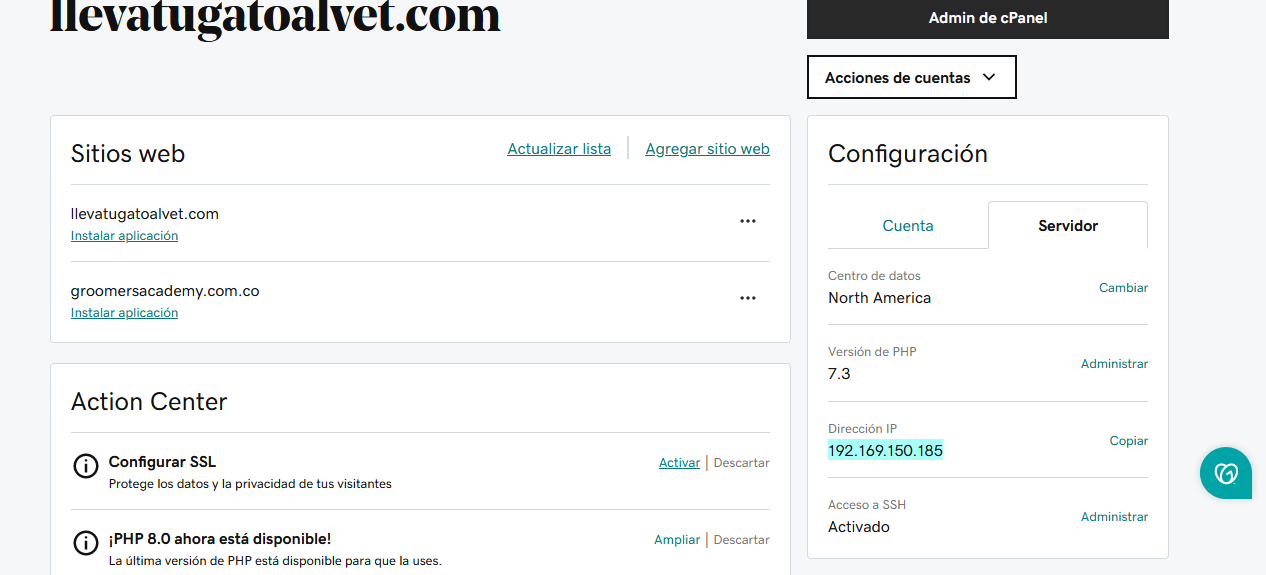 llevatugatoalvet.com
Admin de cPanel
Acciones de cuentas
Sitios web
Actualizar lista
Agregar sitio web
llevatugatoalvet.com
Instalar aplicación
groomersacademy.com.co
Instalar aplicación
Action Center
Configurar SSL
Activar | Descartar
Protege los datos y la privacidad de tus visitantes
¡PHP 8.0 ahora está disponible!
Ampliar | Descartar
La última versión de PHP está disponible para que la uses.
Configuración
Cuenta
Servidor
Centro de datos
North America
Cambiar
Versión de PHP
7.3
Administrar
Dirección IP
192.169.150.185
Copiar
Acceso a SSH
Activado
Administrar